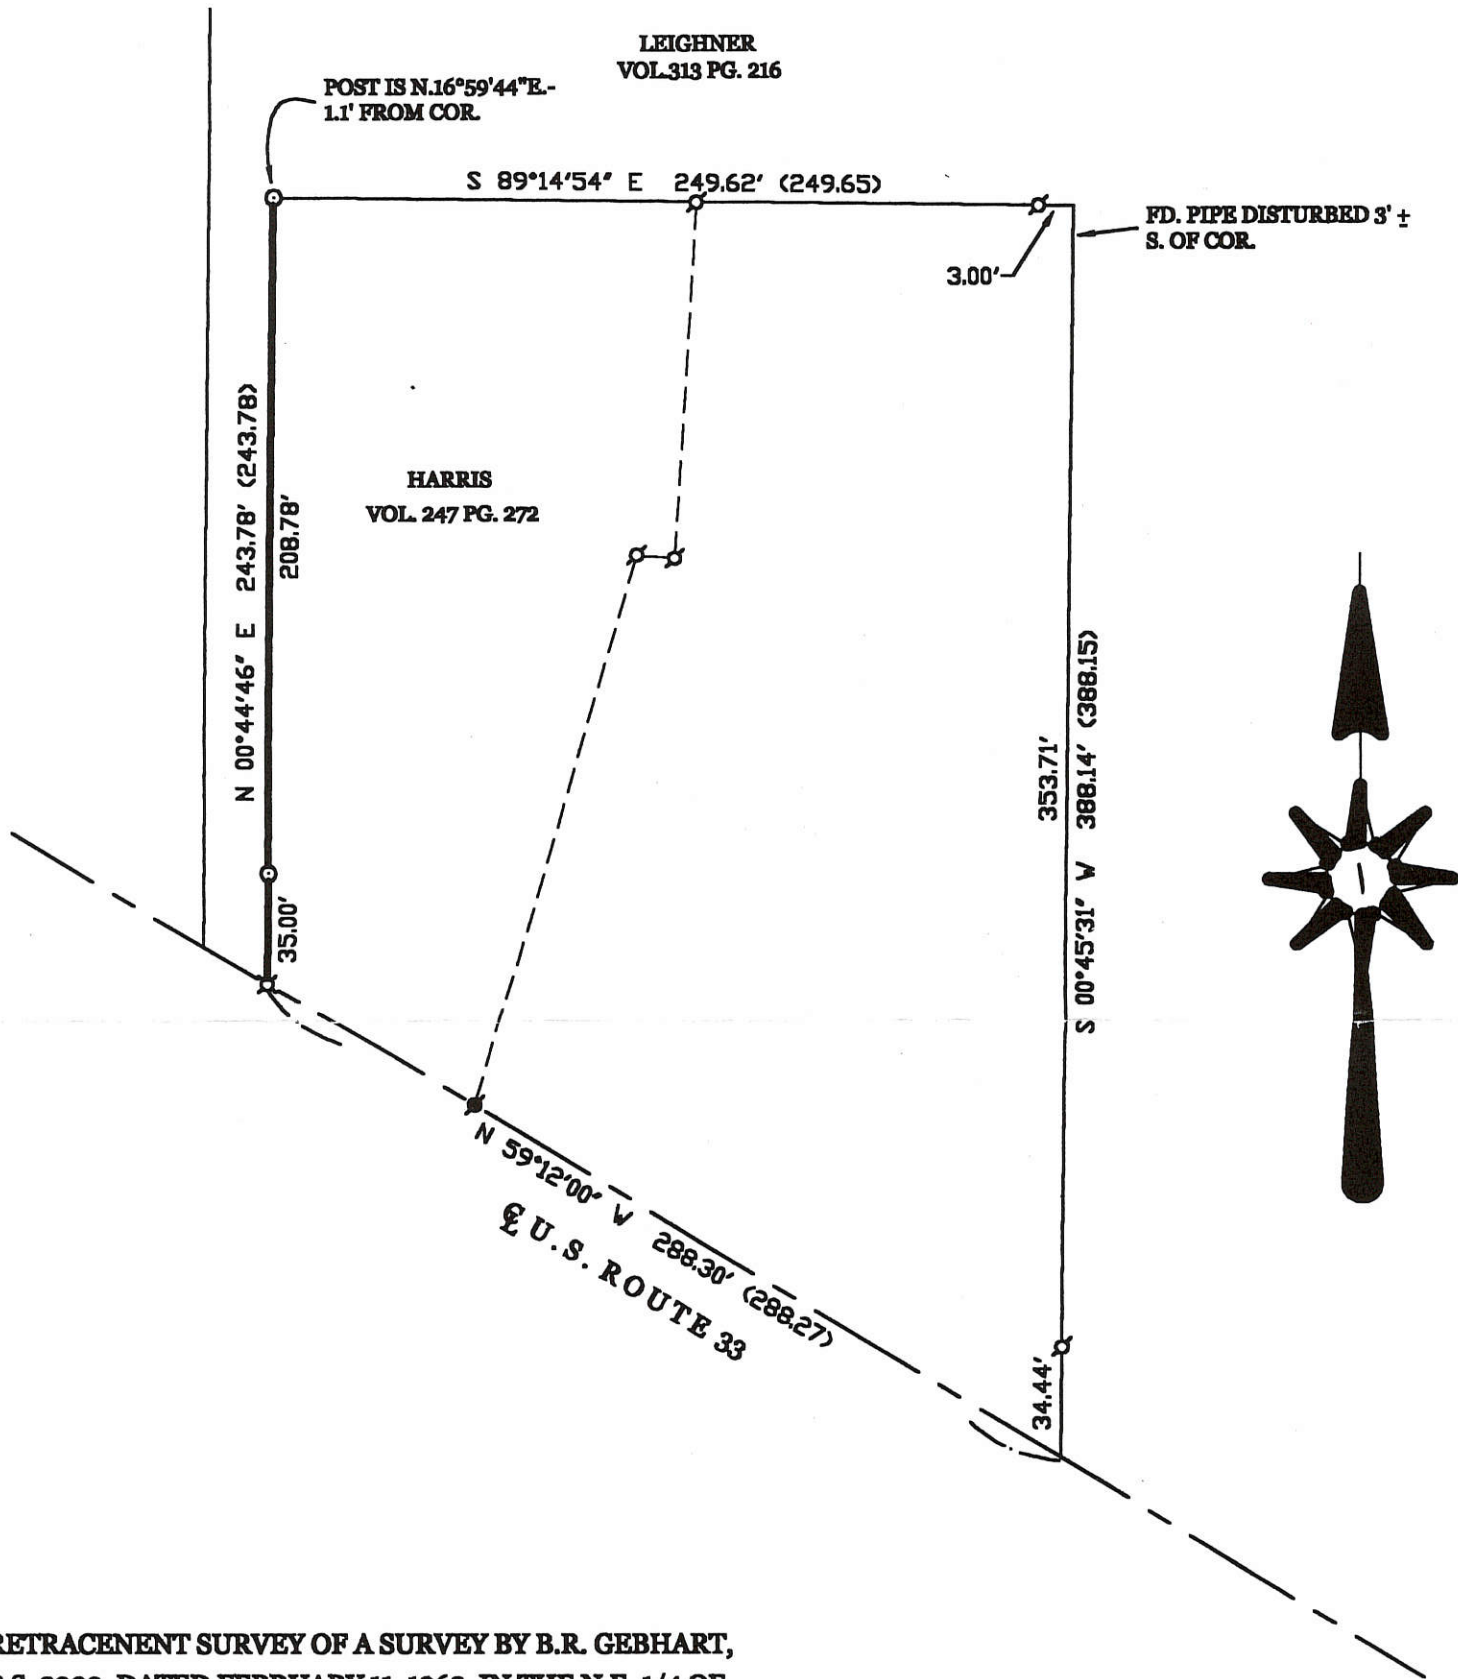 LEIGHNER
VOL.313 PG. 216
POST IS N.16°59'44"E.-
1.1' FROM COR.
S 89°14'54" E 249.62' (249.65)
FD. PIPE DISTURBED 3' ±
S. OF COR.
3.00'
N 00°44'46" E 243.78' (243.78)
208.78'
HARRIS
VOL. 247 PG. 272
353.71'
S 00°45'31" W 388.14' (388.15)
35.00'
N 59°12'00" W 288.30' (288.27)
℄ U.S. ROUTE 33
34.44'
RETRACENENT SURVEY OF A SURVEY BY B.R. GEBHART,